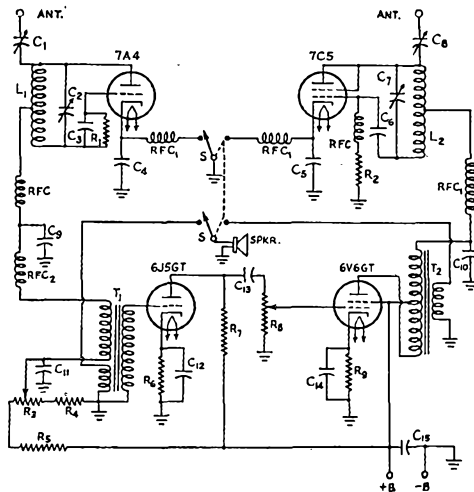 ANT. ANT.
C1 C8
7A4 7C5
L1 C2 C7
C3 R1 RFC C6 L2
RFC1 S RFC1
C4 C5 R2
RFC RFC1
C9 S SPKR. C10
RFC2 T1 6J5GT C13 6V6GT T2
R7 R8
C11 C12
R3 R4 R6 C14 R9
R5 C15
+B -B